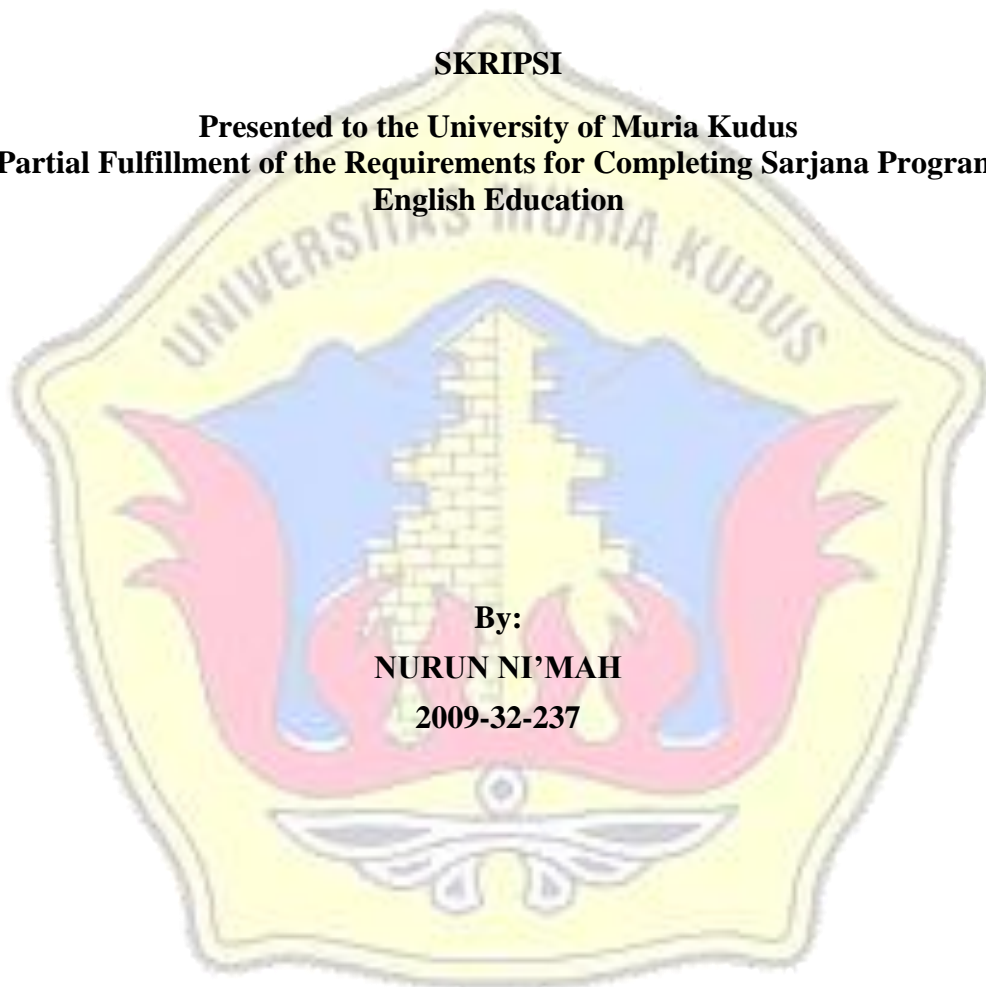 SKRIPSI
Presented to the University of Muria Kudus
Partial Fulfillment of the Requirements for Completing Sarjana
English Education
UNIVERSITAS MURIA KUDUS
By:
NURUN NI’MAH
2009-32-237